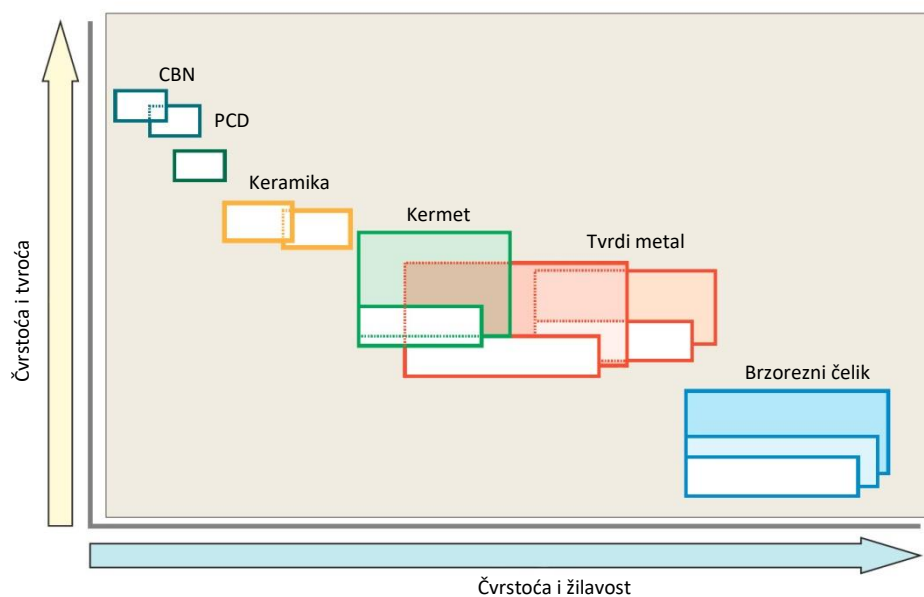 CBN
PCD
Keramika
Kermet
Tvrdi metal
Brzorezni čelik
Čvrstoća i tvroća
Čvrstoća i žilavost